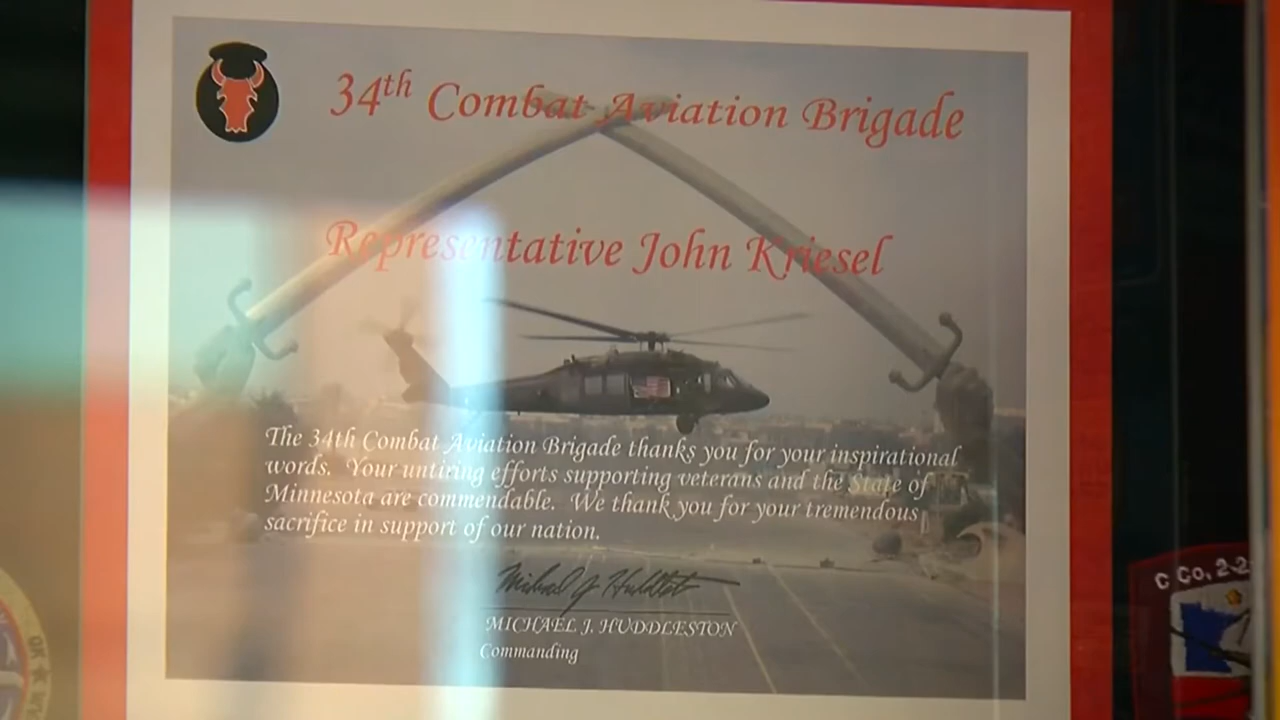 34th Combat Aviation Brigade
Representative John Kriesel
The 34th Combat Aviation Brigade thanks you for your inspirational
words. Your untiring efforts supporting veterans and the State of
Minnesota are commendable. We thank you for your tremendous
sacrifice in support of our nation.
MICHAEL J. HUDDLESTON
Commanding
C Co, 2-2